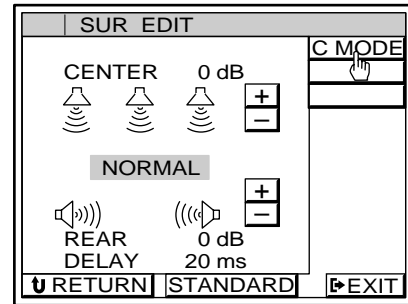 SUR EDIT
C MODE
CENTER 0 dB
+
−
NORMAL
+
−
REAR 0 dB
DELAY 20 ms
RETURN STANDARD EXIT